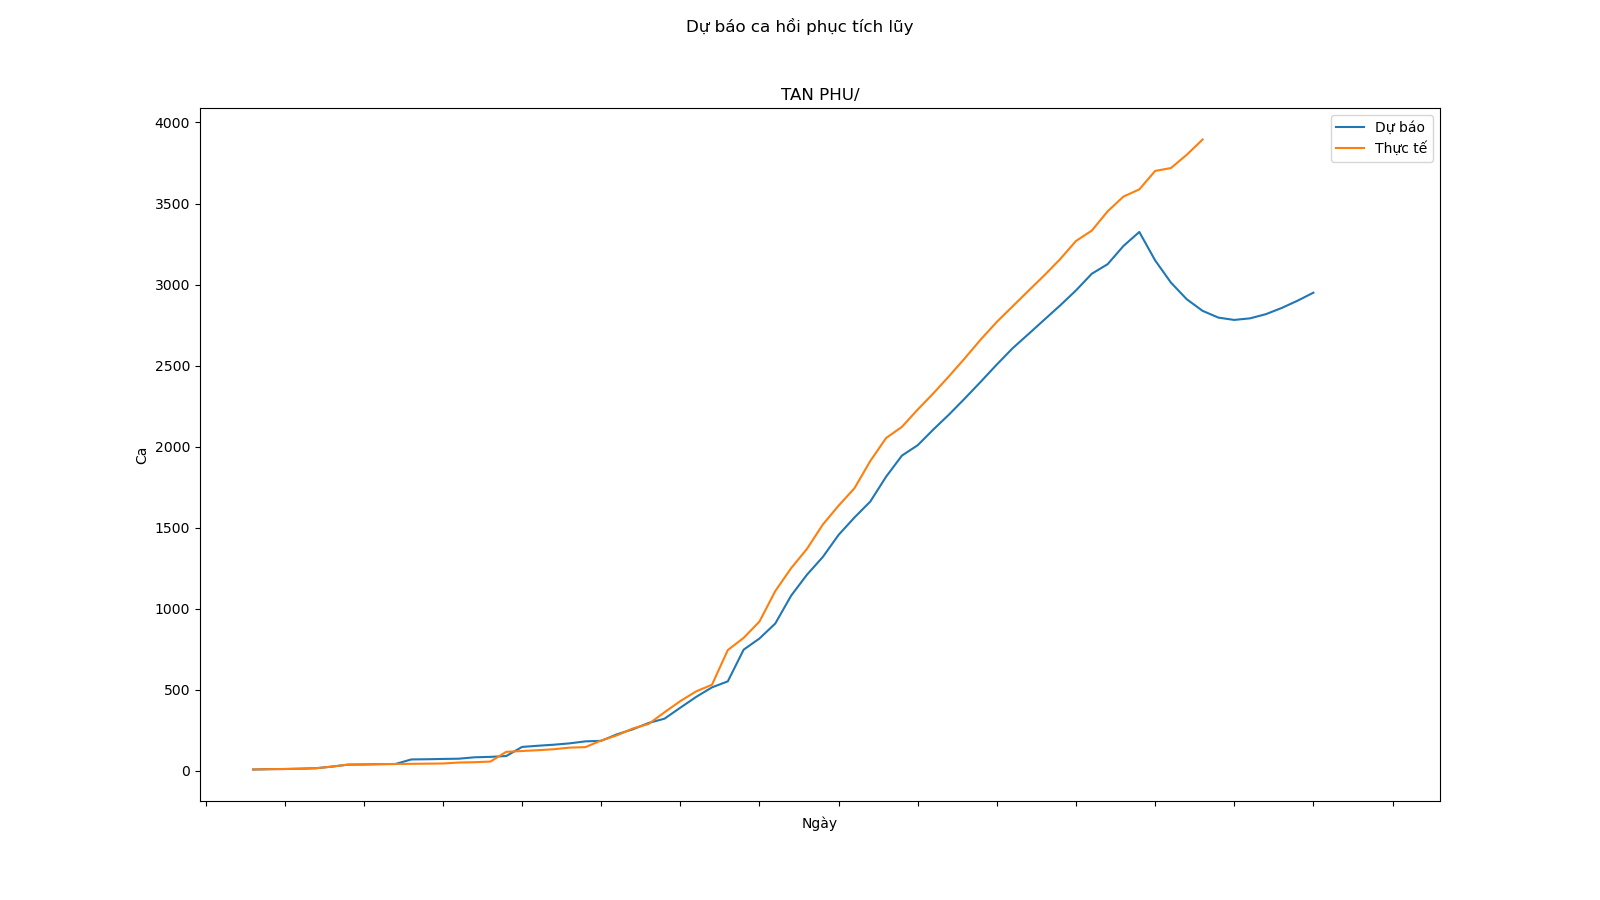 Dự báo ca hồi phục tích lũy
TAN PHU/
4000
3500
3000
2500
2000
1500
1000
500
0
Ca
Ngày
Dự báo
Thực tế